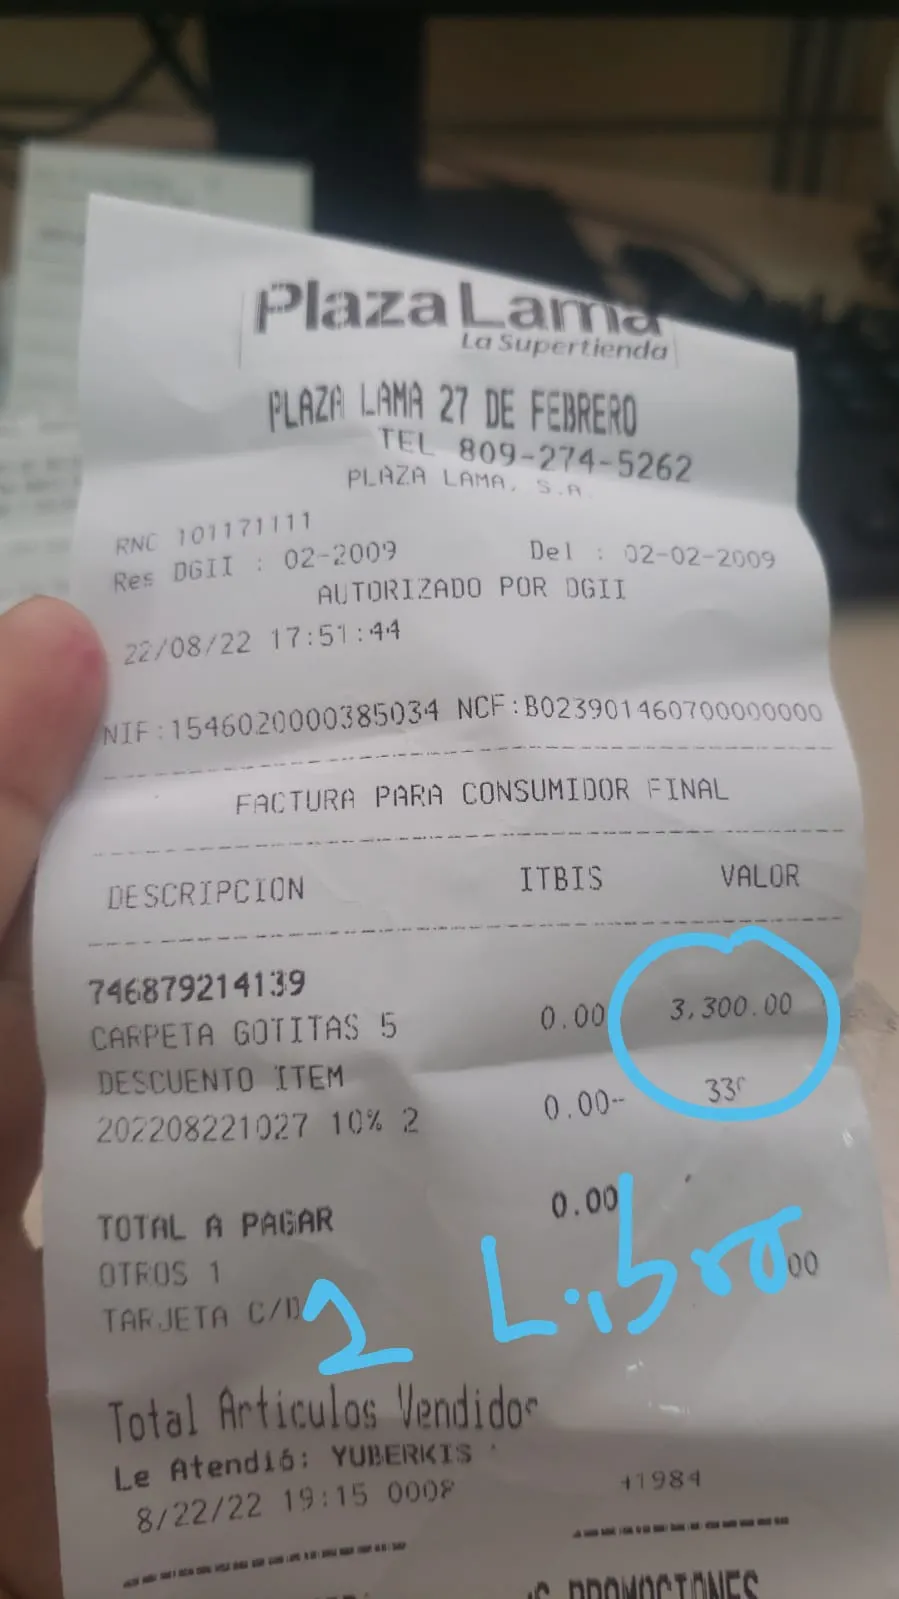 Plaza Lama
La Supertienda
PLAZA LAMA 27 DE FEBRERO
TEL 809-274-5262
PLAZA LAMA, S.A.
RNC 101171111
Res DGII : 02-2009 Del : 02-02-2009
AUTORIZADO POR DGII
22/08/22 17:51:44
NIF:1546020000385034 NCF:B023901460700000000
FACTURA PARA CONSUMIDOR FINAL
DESCRIPCION ITBIS VALOR
746879214139
CARPETA GOTITAS 5 0.00 3,300.00
DESCUENTO ITEM
202208221027 10% 2 0.00-
TOTAL A PAGAR 0.00
OTROS 1 00
TARJETA C/D
2 Libro
Total Articulos Vendidos
Le Atendió: YUBERKIS
8/22/22 19:15 0008 41984
PROMOCIONES